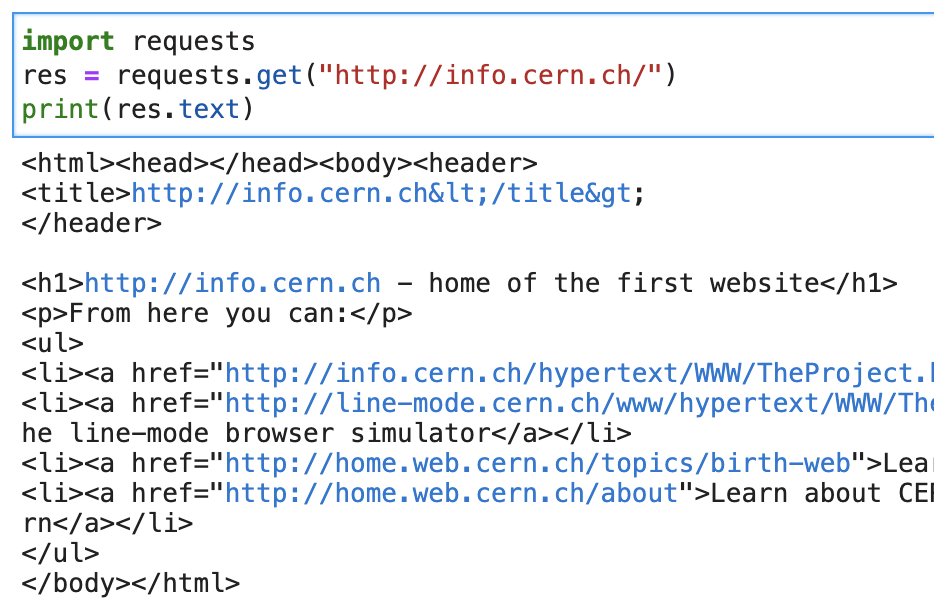 import requests
res = requests.get("http://info.cern.ch/")
print(res.text)
<html><head></head><body><header>
<title>http://info.cern.ch&lt;/title&gt;
</header>
<h1>http://info.cern.ch – home of the first website</h1>
<p>From here you can:</p>
<ul>
<li><a href="http://info.cern.ch/hypertext/WWW/TheProject.
<li><a href="http://line-mode.cern.ch/www/hypertext/WWW/The
he line-mode browser simulator</a></li>
<li><a href="http://home.web.cern.ch/topics/birth-web">Lear
<li><a href="http://home.web.cern.ch/about">Learn about CE
rn</a></li>
</ul>
</body></html>